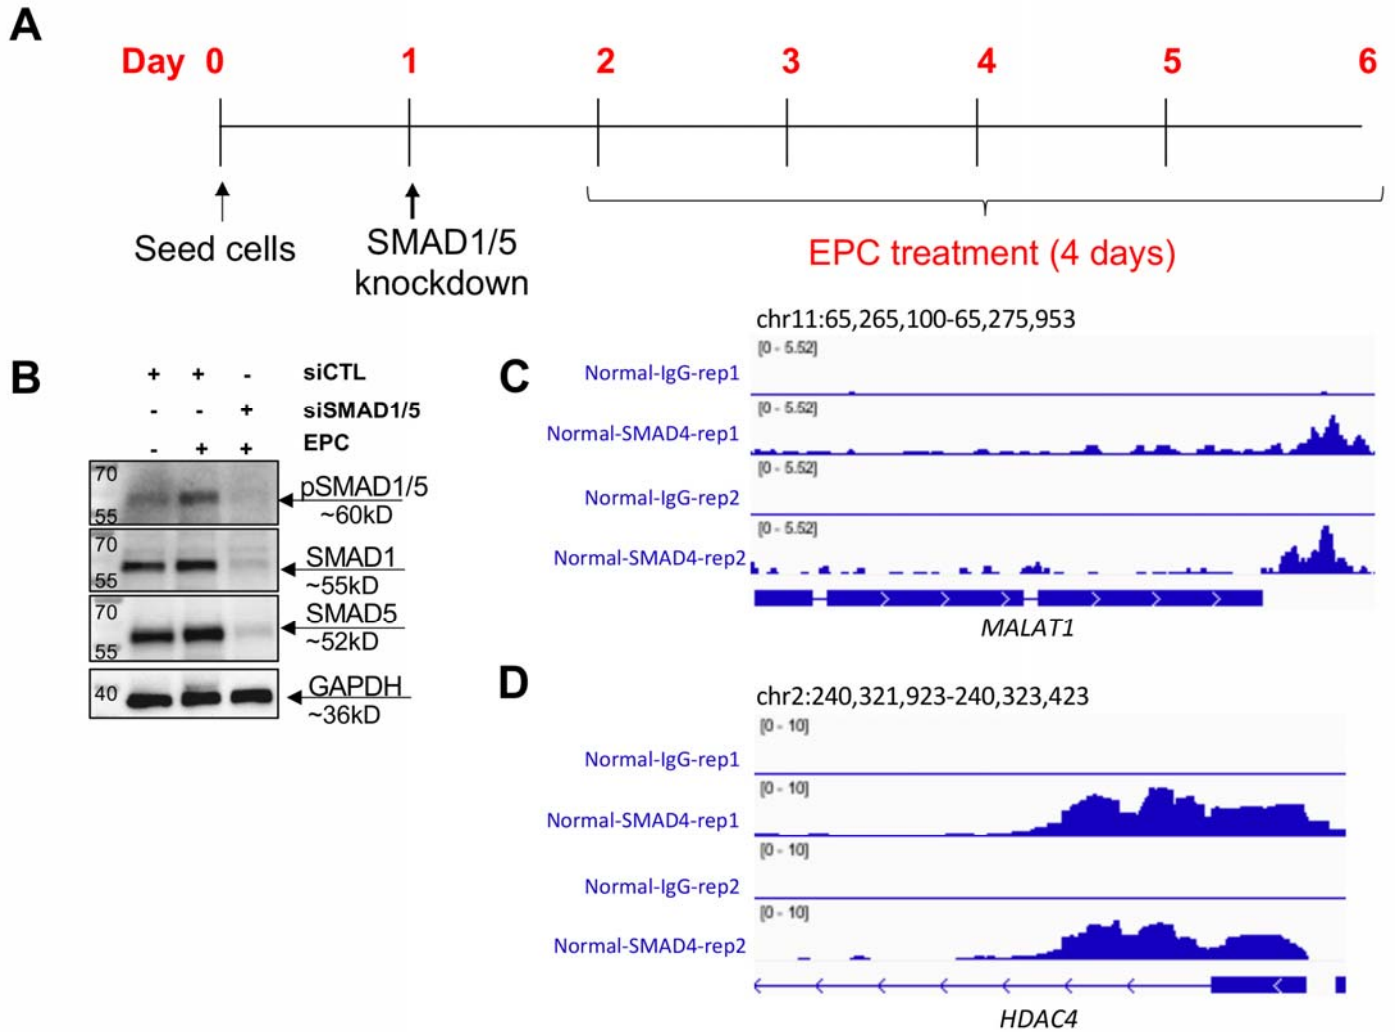 A
Day 0 1 2 3 4 5 6
Seed cells
SMAD1/5
knockdown
EPC treatment (4 days)
B
+ + - siCTL
- - + siSMAD1/5
- + + EPC
70
55
pSMAD1/5
~60kD
70
55
SMAD1
~55kD
70
55
SMAD5
~52kD
40
GAPDH
~36kD
C
chr11:65,265,100-65,275,953
[0 - 5.52]
Normal-IgG-rep1
[0 - 5.52]
Normal-SMAD4-rep1
[0 - 5.52]
Normal-IgG-rep2
[0 - 5.52]
Normal-SMAD4-rep2
MALAT1
D
chr2:240,321,923-240,323,423
[0 - 10]
Normal-IgG-rep1
[0 - 10]
Normal-SMAD4-rep1
[0 - 10]
Normal-IgG-rep2
[0 - 10]
Normal-SMAD4-rep2
HDAC4